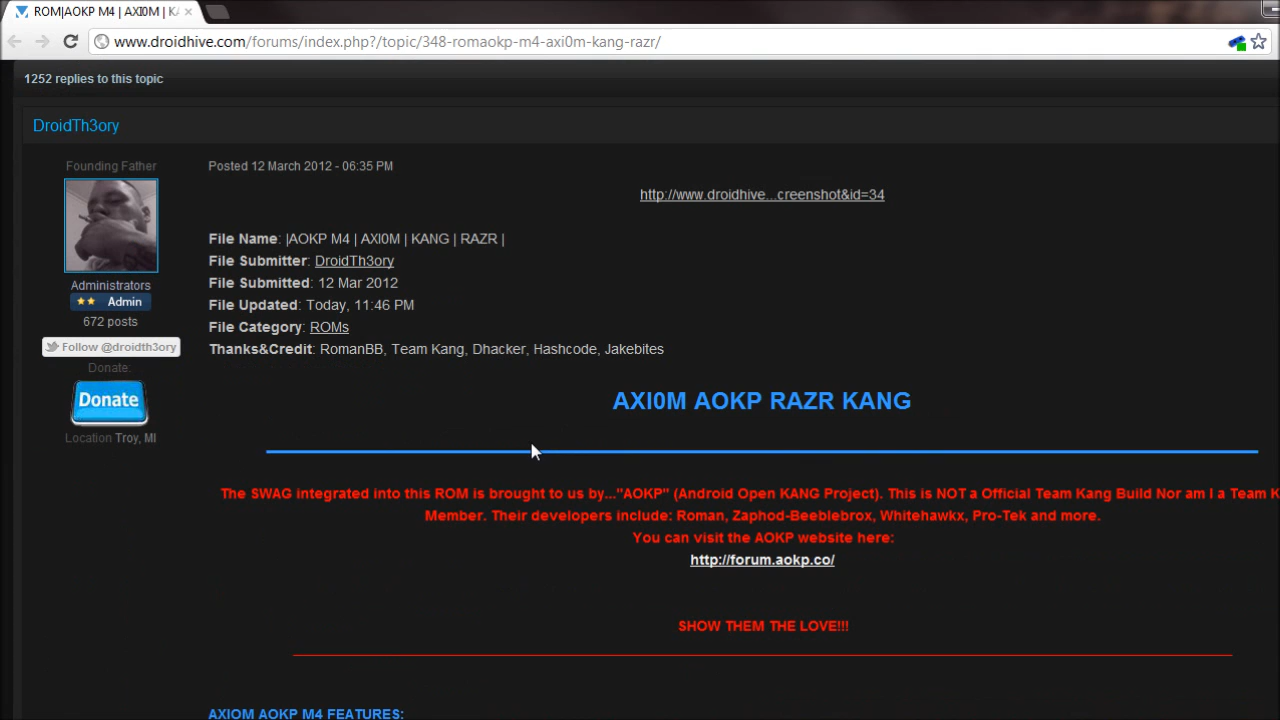 ROM|AOKP M4 | AXI0M | KA
www.droidhive.com/forums/index.php?/topic/348-romaokp-m4-axi0m-kang-razr/
1252 replies to this topic
DroidTh3ory
Founding Father
Posted 12 March 2012 - 06:35 PM
http://www.droidhive...creenshot&id=34
File Name: |AOKP M4 | AXI0M | KANG | RAZR |
File Submitter: DroidTh3ory
File Submitted: 12 Mar 2012
File Updated: Today, 11:46 PM
File Category: ROMs
Thanks&Credit: RomanBB, Team Kang, Dhacker, Hashcode, Jakebites
Administrators
Admin
672 posts
Follow @droidth3ory
Donate:
Donate
Location Troy, MI
AXI0M AOKP RAZR KANG
The SWAG integrated into this ROM is brought to us by..."AOKP" (Android Open KANG Project). This is NOT a Official Team Kang Build Nor am I a Team K
Member. Their developers include: Roman, Zaphod-Beeblebrox, Whitehawkx, Pro-Tek and more.
You can visit the AOKP website here:
http://forum.aokp.co/
SHOW THEM THE LOVE!!!
AXIOM AOKP M4 FEATURES: